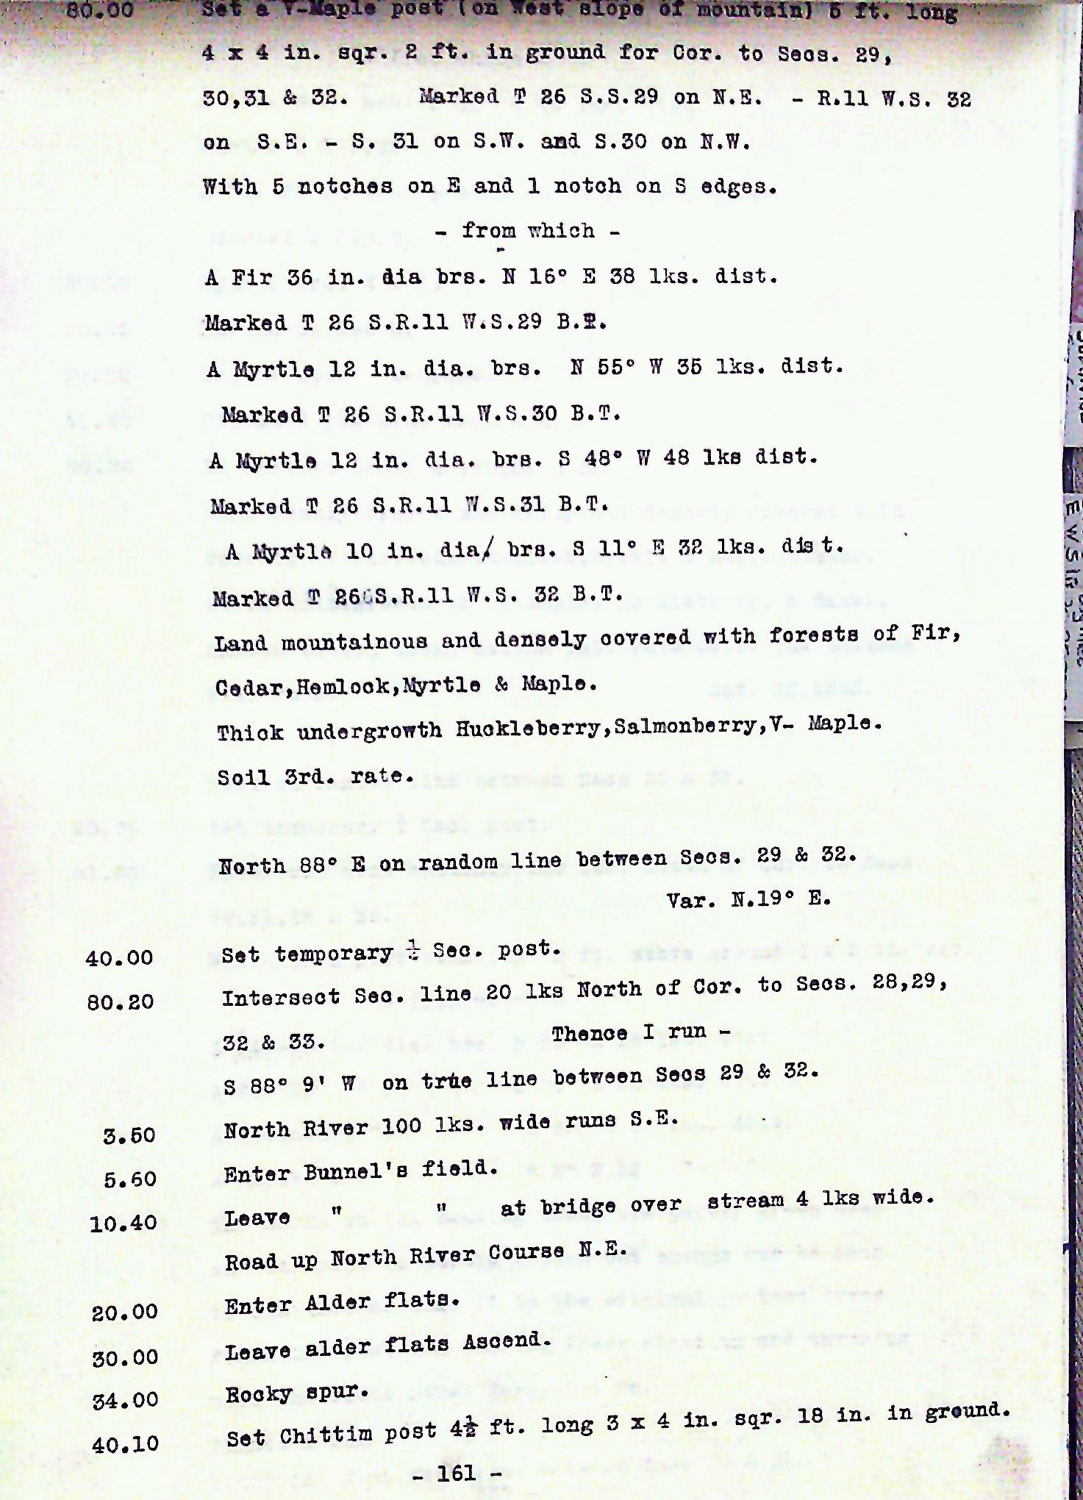 80.00 Set a V-Maple post (on West slope of mountain) 5 ft. long
4 x 4 in. sqr. 2 ft. in ground for Cor. to Secs. 29,
30,31 & 32. Marked T 26 S.S.29 on N.E. - R.11 W.S. 32
on S.E. - S. 31 on S.W. and S.30 on N.W.
With 5 notches on E and 1 notch on S edges.
- from which -
A Fir 36 in. dia brs. N 16° E 38 lks. dist.
Marked T 26 S.R.11 W.S.29 B.T.
A Myrtle 12 in. dia. brs. N 55° W 35 lks. dist.
Marked T 26 S.R.11 W.S.30 B.T.
A Myrtle 12 in. dia. brs. S 48° W 48 lks dist.
Marked T 26 S.R.11 W.S.31 B.T.
A Myrtle 10 in. dia/ brs. S 11° E 32 lks. dist.
Marked T 26 S.R.11 W.S. 32 B.T.
Land mountainous and densely covered with forests of Fir,
Cedar,Hemlock,Myrtle & Maple.
Thick undergrowth Huckleberry,Salmonberry,V- Maple.
Soil 3rd. rate.
North 88° E on random line between Secs. 29 & 32.
Var. N.19° E.
40.00 Set temporary ¼ Sec. post.
80.20 Intersect Sec. line 20 lks North of Cor. to Secs. 28,29,
32 & 33. Thence I run -
S 88° 9' W on true line between Secs 29 & 32.
3.50 North River 100 lks. wide runs S.E.
5.60 Enter Bunnel's field.
10.40 Leave " " at bridge over stream 4 lks wide.
Road up North River Course N.E.
20.00 Enter Alder flats.
30.00 Leave alder flats Ascend.
34.00 Rocky spur.
40.10 Set Chittim post 4½ ft. long 3 x 4 in. sqr. 18 in. in ground.
- 161 -